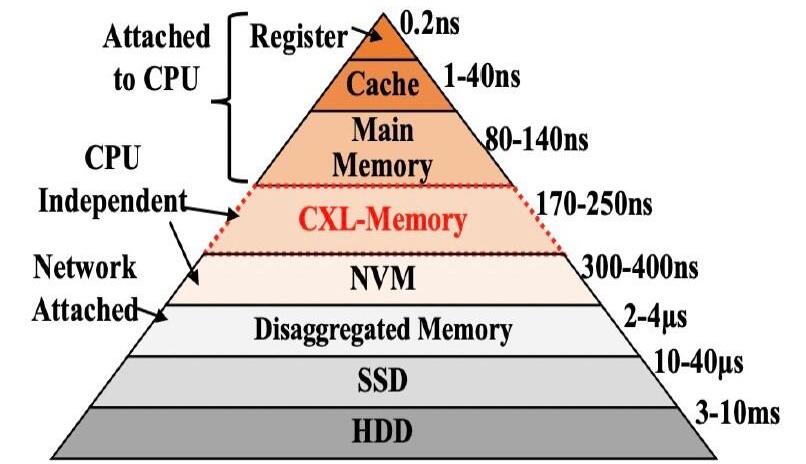 Attached
to CPU
Register
0.2ns
Cache
1-40ns
Main
Memory
80-140ns
CPU
Independent
CXL-Memory
170-250ns
Network
Attached
NVM
300-400ns
Disaggregated Memory
2-4μs
SSD
10-40μs
HDD
3-10ms